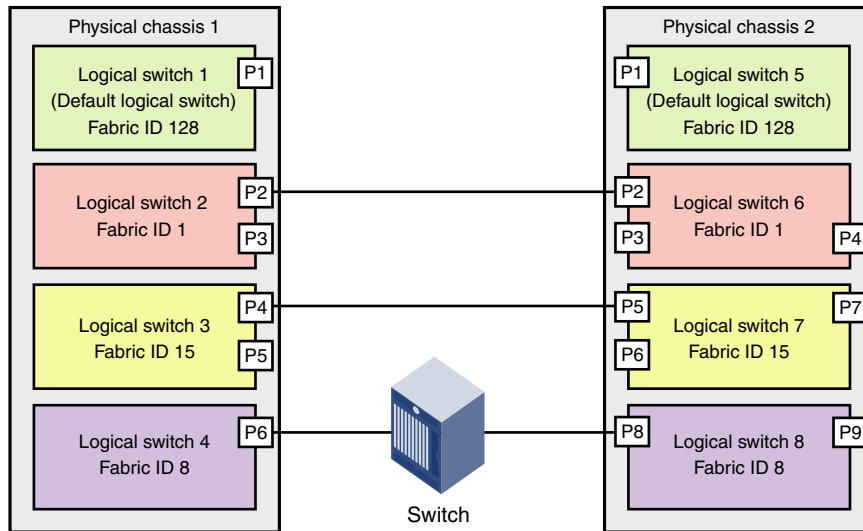 Physical chassis 1
Logical switch 1
(Default logical switch)
Fabric ID 128
P1
Logical switch 2
Fabric ID 1
P2
P3
Logical switch 3
Fabric ID 15
P4
P5
Logical switch 4
Fabric ID 8
P6
Switch
Physical chassis 2
P1
Logical switch 5
(Default logical switch)
Fabric ID 128
P2
P3
Logical switch 6
Fabric ID 1
P4
P5
P6
Logical switch 7
Fabric ID 15
P7
P8
Logical switch 8
Fabric ID 8
P9